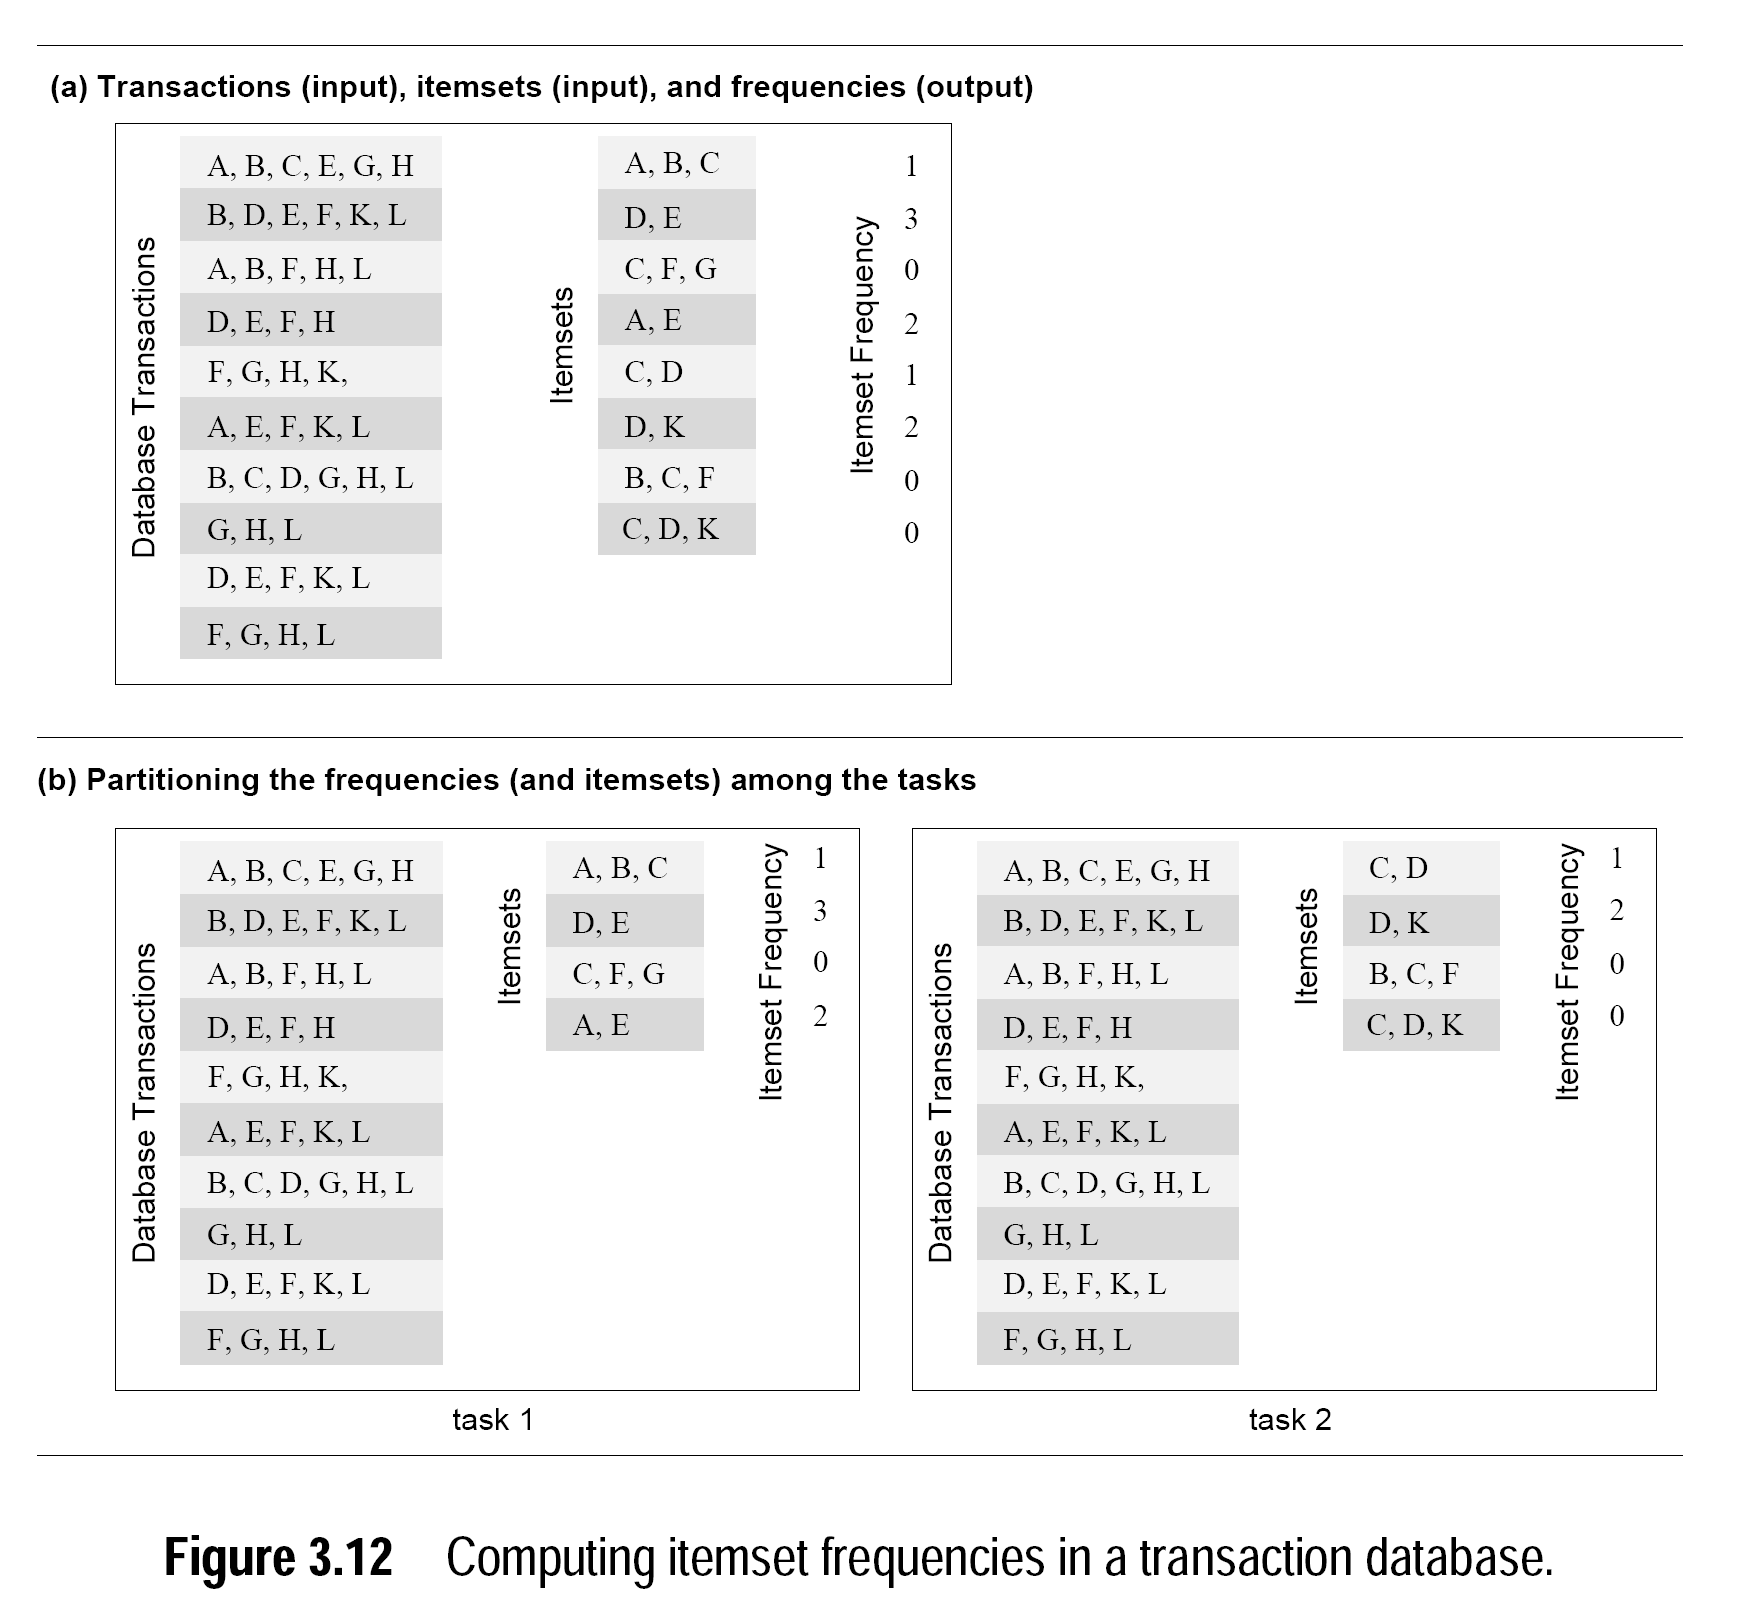 (a) Transactions (input), itemsets (input), and frequencies (output)
Database Transactions
A, B, C, E, G, H
B, D, E, F, K, L
A, B, F, H, L
D, E, F, H
F, G, H, K,
A, E, F, K, L
B, C, D, G, H, L
G, H, L
D, E, F, K, L
F, G, H, L
Itemsets
A, B, C
D, E
C, F, G
A, E
C, D
D, K
B, C, F
C, D, K
Itemset Frequency
1
3
0
2
1
2
0
0
(b) Partitioning the frequencies (and itemsets) among the tasks
Database Transactions
A, B, C, E, G, H
B, D, E, F, K, L
A, B, F, H, L
D, E, F, H
F, G, H, K,
A, E, F, K, L
B, C, D, G, H, L
G, H, L
D, E, F, K, L
F, G, H, L
Itemsets
A, B, C
D, E
C, F, G
A, E
Itemset Frequency
1
3
0
2
task 1
Database Transactions
A, B, C, E, G, H
B, D, E, F, K, L
A, B, F, H, L
D, E, F, H
F, G, H, K,
A, E, F, K, L
B, C, D, G, H, L
G, H, L
D, E, F, K, L
F, G, H, L
Itemsets
C, D
D, K
B, C, F
C, D, K
Itemset Frequency
1
2
0
0
task 2
Figure 3.12 Computing itemset frequencies in a transaction database.